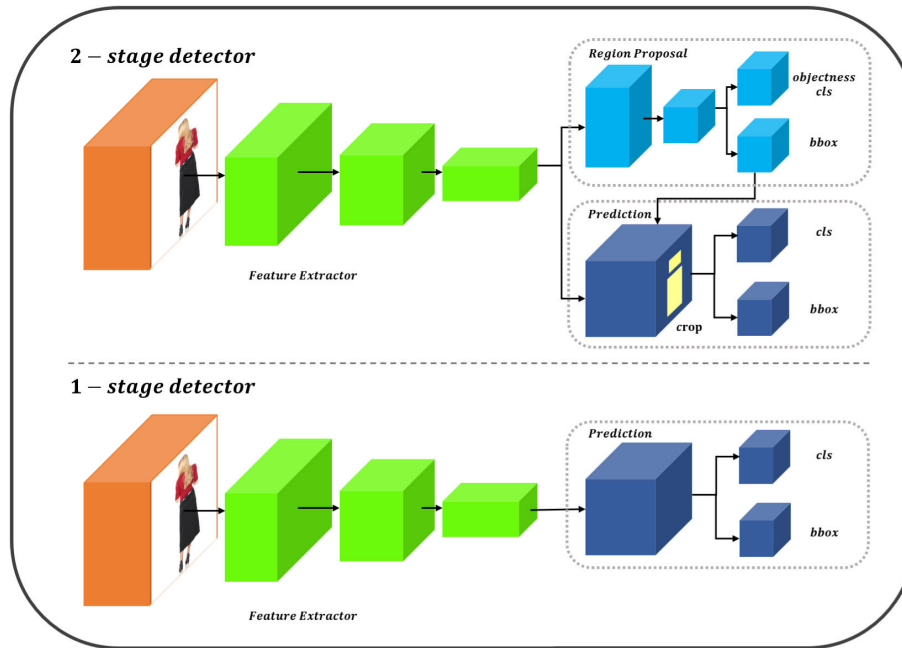 2 – stage detector
Region Proposal
objectness
cls
bbox
Feature Extractor
Prediction
cls
bbox
crop
1 – stage detector
Prediction
cls
bbox
Feature Extractor